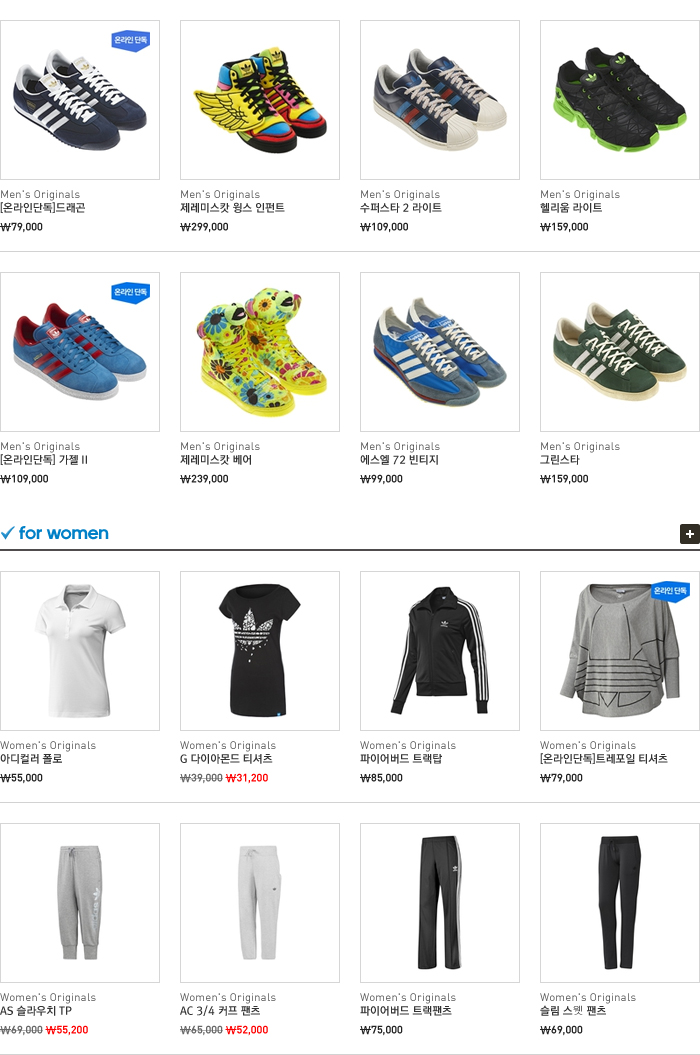 온라인 단독
Men's Originals
[온라인단독]드래곤
₩79,000
Men's Originals
제레미스캇 윙스 인펀트
₩299,000
Men's Originals
수퍼스타 2 라이트
₩109,000
Men's Originals
헬리움 라이트
₩159,000
온라인 단독
Men's Originals
[온라인단독] 가젤 II
₩109,000
Men's Originals
제레미스캇 베어
₩239,000
Men's Originals
에스엘 72 빈티지
₩99,000
Men's Originals
그린스타
₩159,000
for women
Women's Originals
아디컬러 폴로
₩55,000
Women's Originals
G 다이아몬드 티셔츠
₩39,000 ₩31,200
Women's Originals
파이어버드 트랙탑
₩85,000
온라인 단독
Women's Originals
[온라인단독]트레포일 티셔츠
₩79,000
Women's Originals
AS 슬라우치 TP
₩69,000 ₩55,200
Women's Originals
AC 3/4 커프 팬츠
₩65,000 ₩52,000
Women's Originals
파이어버드 트랙팬츠
₩75,000
Women's Originals
슬림 스웻 팬츠
₩69,000